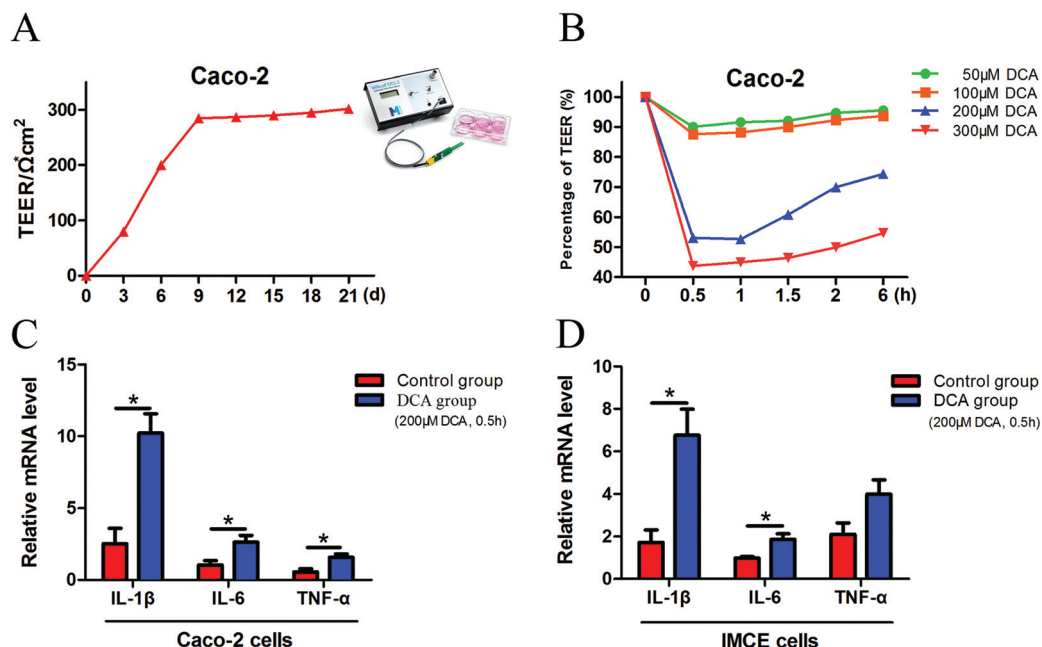 A
Caco-2
TEER/Ω*cm2
300
200
100
0
0 3 6 9 12 15 18 21 (d)
B
Caco-2
Percentage of TEER (%)
100
90
80
70
60
50
40
0 0.5 1 1.5 2 6 (h)
50μM DCA
100μM DCA
200μM DCA
300μM DCA
C
Relative mRNA level
15
10
5
0
Control group
DCA group
(200μM DCA, 0.5h)
* * *
IL-1β IL-6 TNF-α
Caco-2 cells
D
Relative mRNA level
10
8
6
4
2
0
Control group
DCA group
(200μM DCA, 0.5h)
* *
IL-1β IL-6 TNF-α
IMCE cells